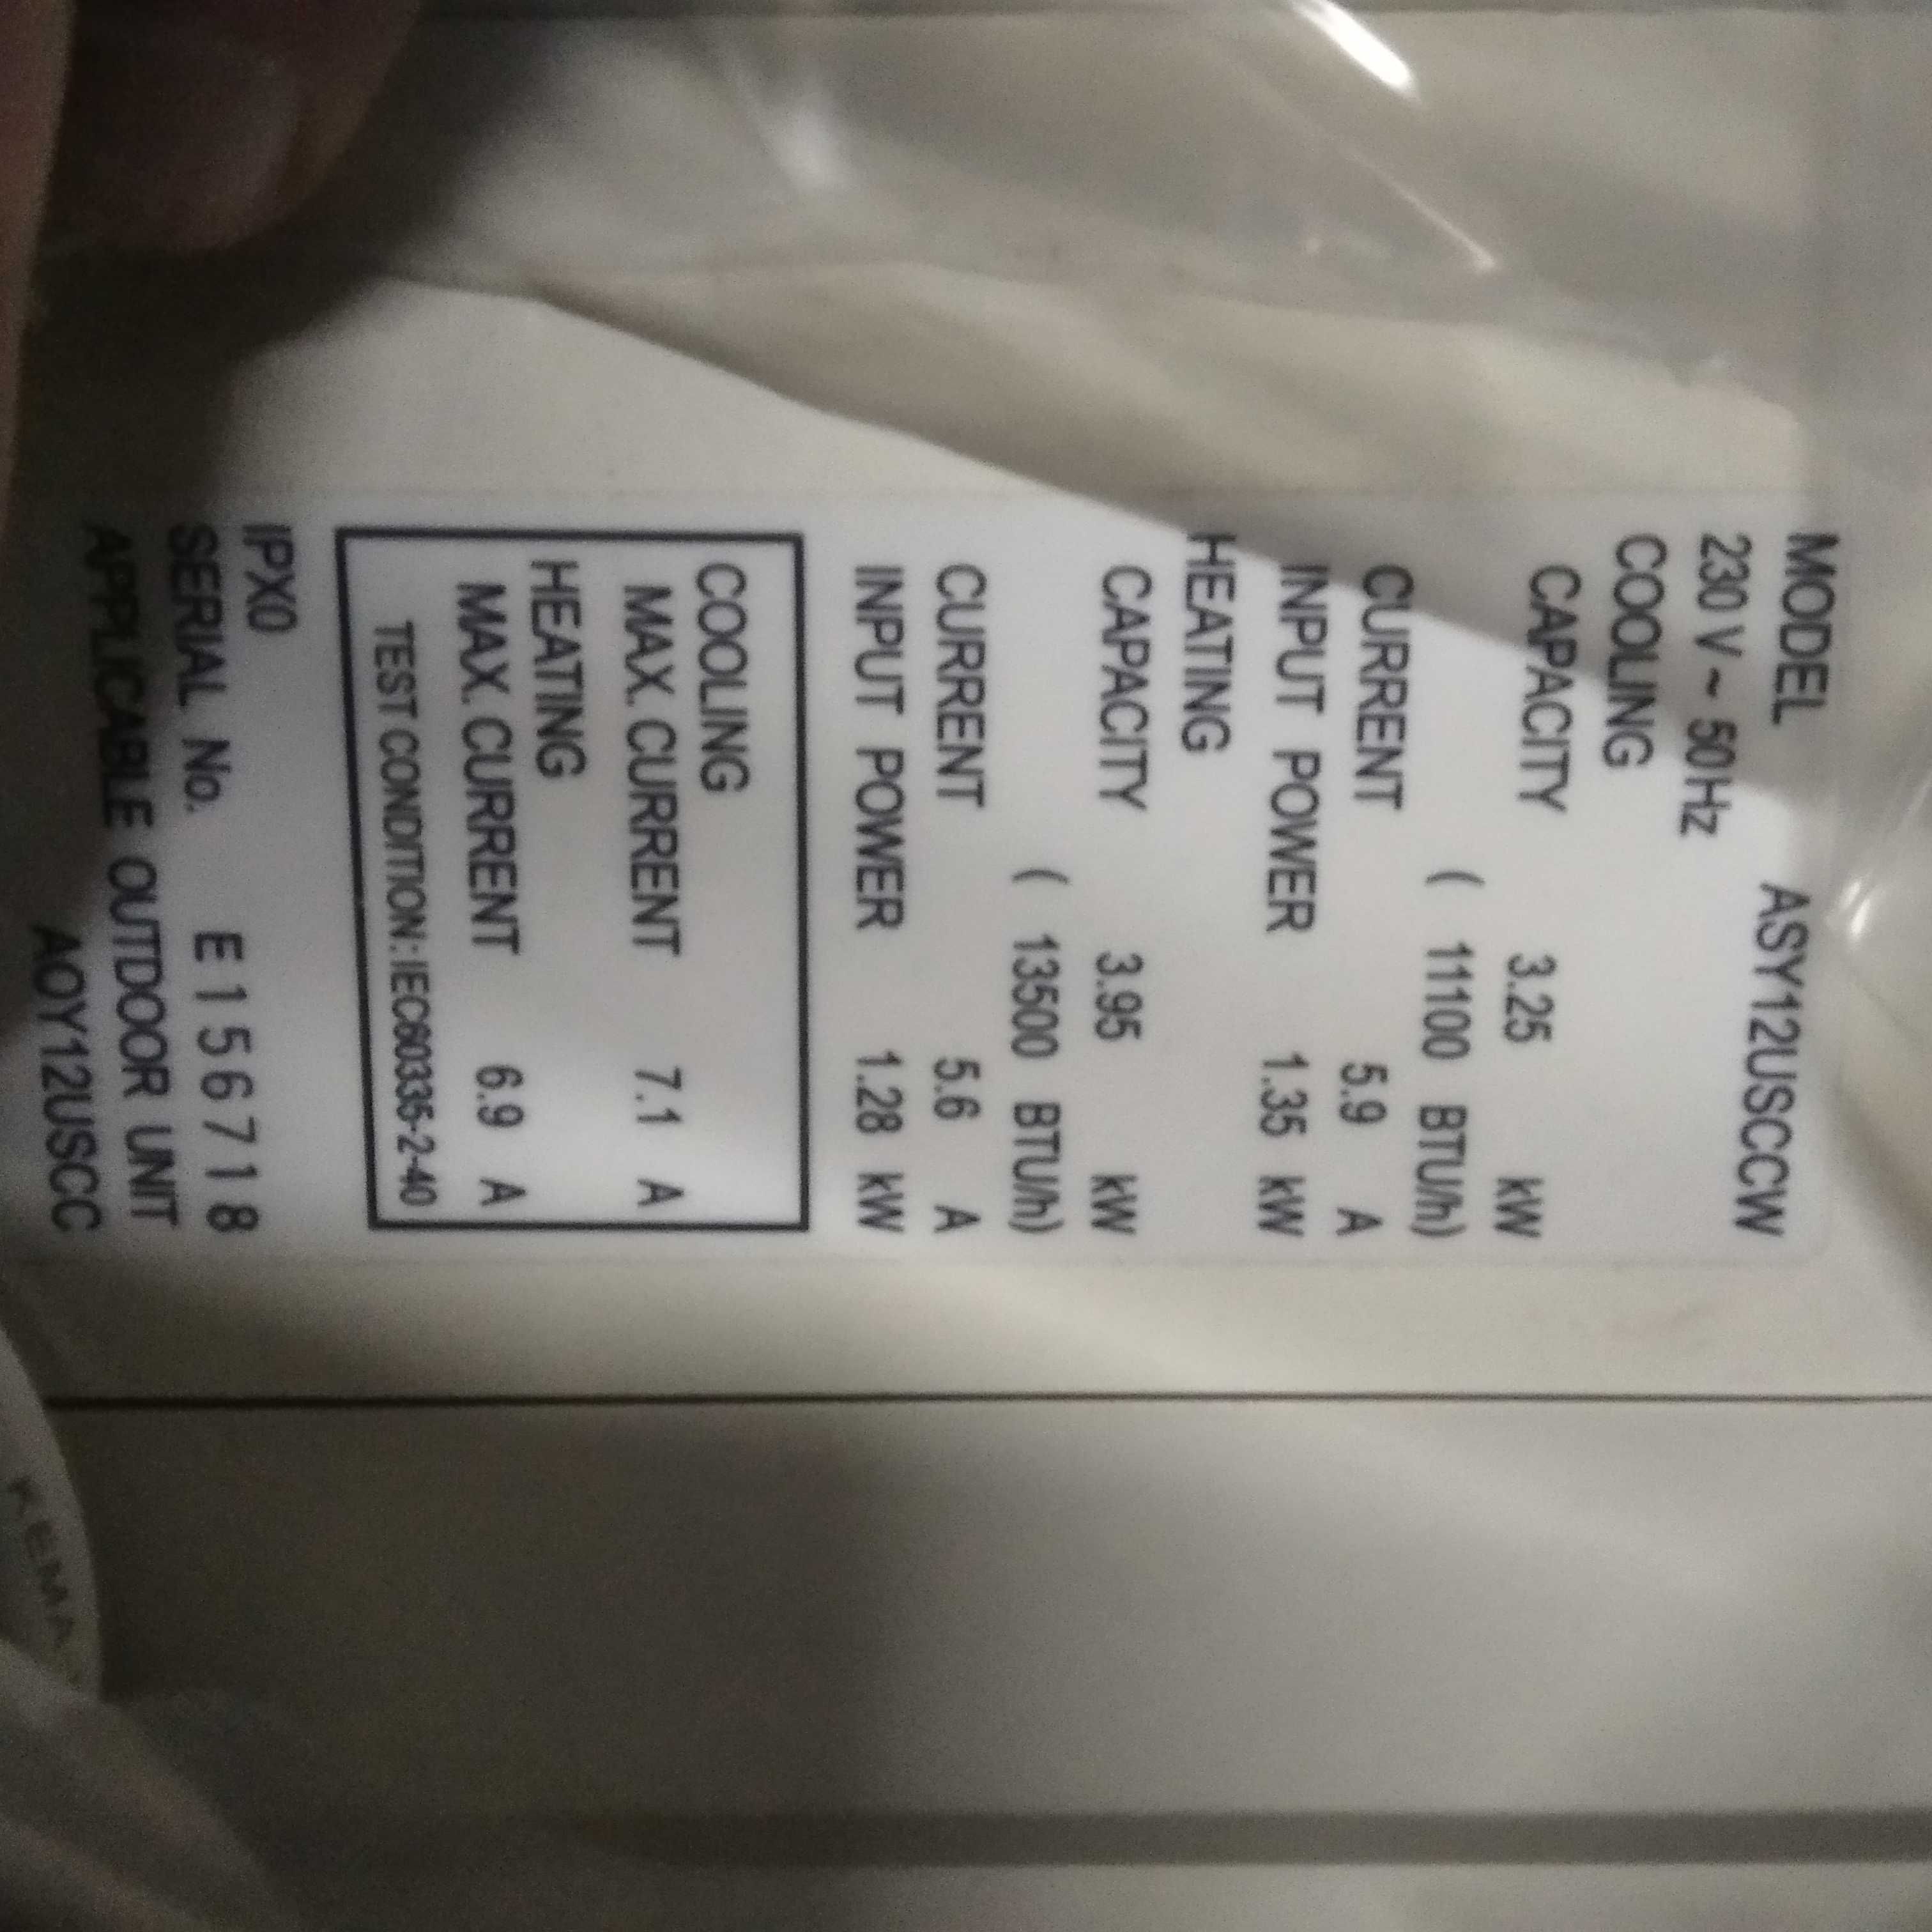 MODEL ASY12USCCW
230 V ~ 50Hz
COOLING
CAPACITY 3.25 kW
( 11100 BTU/h)
CURRENT 5.9 A
INPUT POWER 1.35 kW
HEATING
CAPACITY 3.95 kW
( 13500 BTU/h)
CURRENT 5.6 A
INPUT POWER 1.28 kW
COOLING
MAX. CURRENT 7.1 A
HEATING
MAX. CURRENT 6.9 A
TEST CONDITION: IEC60335-2-40
IPX0
SERIAL No. E156718
APPLICABLE OUTDOOR UNIT
AOY12USCC
KEMA